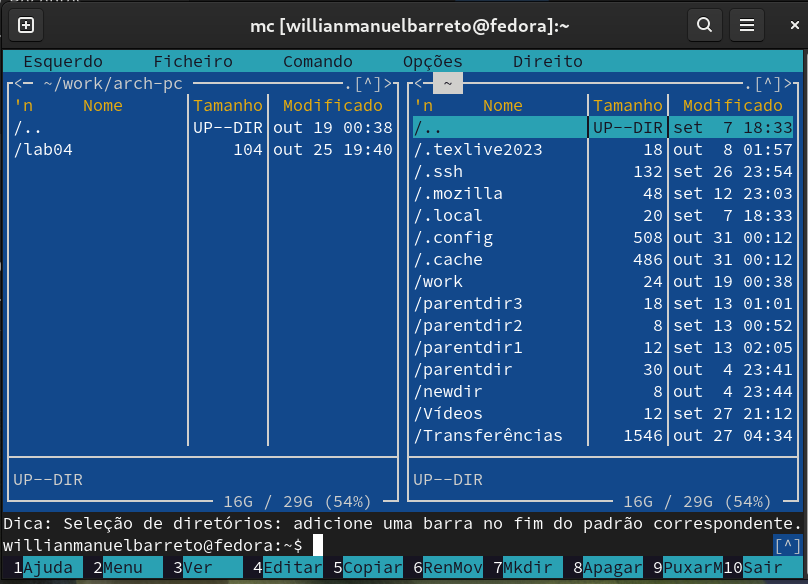 mc [willianmanuelbarreto@fedora]:~
Esquerdo Ficheiro Comando Opções Direito
<- ~/work/arch-pc .[^]> <- ~ .[^]>
'n Nome Tamanho Modificado 'n Nome Tamanho Modificado
/.. UP--DIR out 19 00:38 /.. UP--DIR set 7 18:33
/lab04 104 out 25 19:40 /.texlive2023 18 out 8 01:57
/.ssh 132 set 26 23:54
/.mozilla 48 set 12 23:03
/.local 20 set 7 18:33
/.config 508 out 31 00:12
/.cache 486 out 31 00:12
/work 24 out 19 00:38
/parentdir3 18 set 13 01:01
/parentdir2 8 set 13 00:52
/parentdir1 12 set 13 02:05
/parentdir 30 out 4 23:41
/newdir 8 out 4 23:44
/Vídeos 12 set 27 21:12
/Transferências 1546 out 27 04:34
UP--DIR UP--DIR
16G / 29G (54%) 16G / 29G (54%)
Dica: Seleção de diretórios: adicione uma barra no fim do padrão correspondente.
willianmanuelbarreto@fedora:~$ [^]
1Ajuda 2Menu 3Ver 4Editar 5Copiar 6RenMov 7Mkdir 8Apagar 9PuxarM10Sair